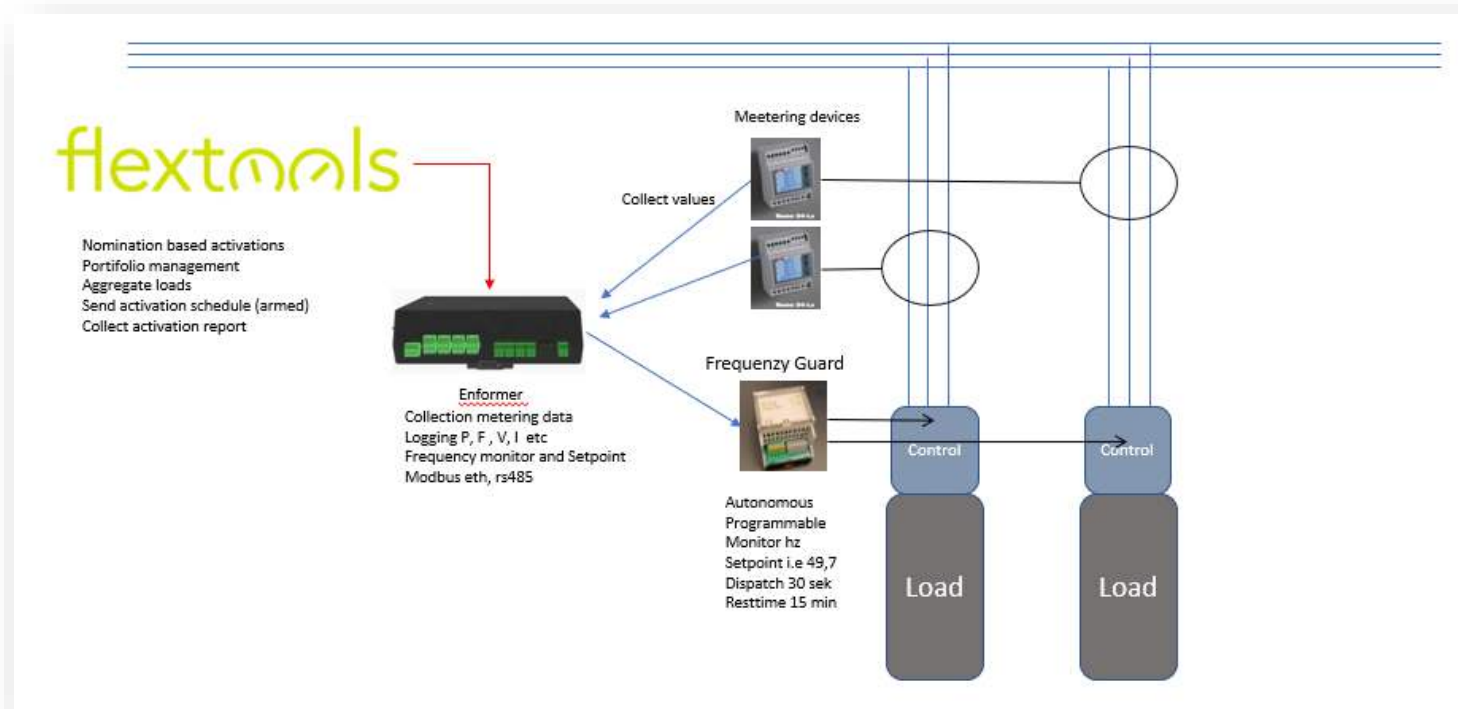 Meetering devices
flextools
Collect values
Nomination based activations
Portifolio management
Aggregate loads
Send activation schedule (armed)
Collect activation report
Frequenzy Guard
Enformer
Collection metering data
Logging P, F , V, I etc
Frequency monitor and Setpoint
Modbus eth, rs485
Control
Control
Autonomous
Programmable
Monitor hz
Setpoint i.e 49,7
Dispatch 30 sek
Resttime 15 min
Load
Load